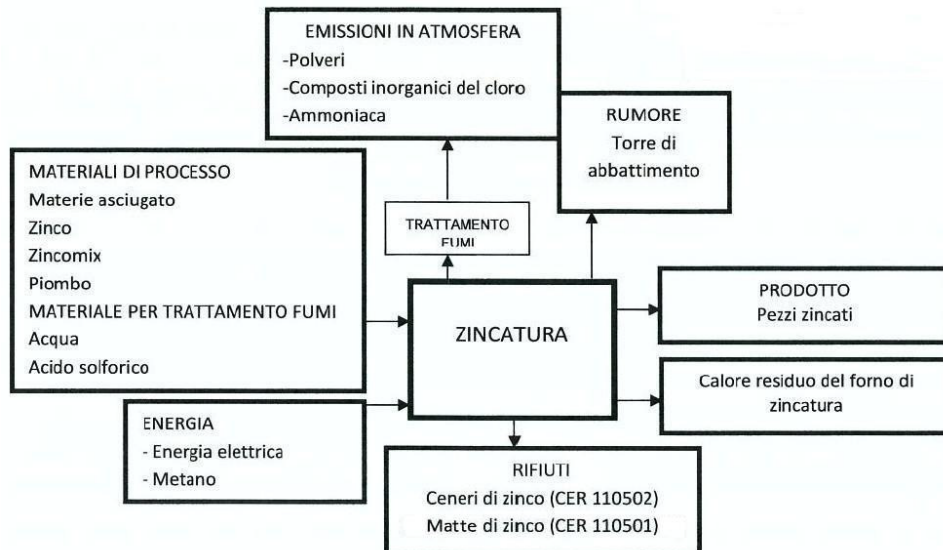 EMISSIONI IN ATMOSFERA
-Polveri
-Composti inorganici del cloro
-Ammoniaca
RUMORE
Torre di
abbattimento
MATERIALI DI PROCESSO
Materie asciugato
Zinco
Zincomix
Piombo
MATERIALE PER TRATTAMENTO FUMI
Acqua
Acido solforico
TRATTAMENTO
FUMI
ZINCATURA
PRODOTTO
Pezzi zincati
Calore residuo del forno di
zincatura
ENERGIA
- Energia elettrica
- Metano
RIFIUTI
Ceneri di zinco (CER 110502)
Matte di zinco (CER 110501)